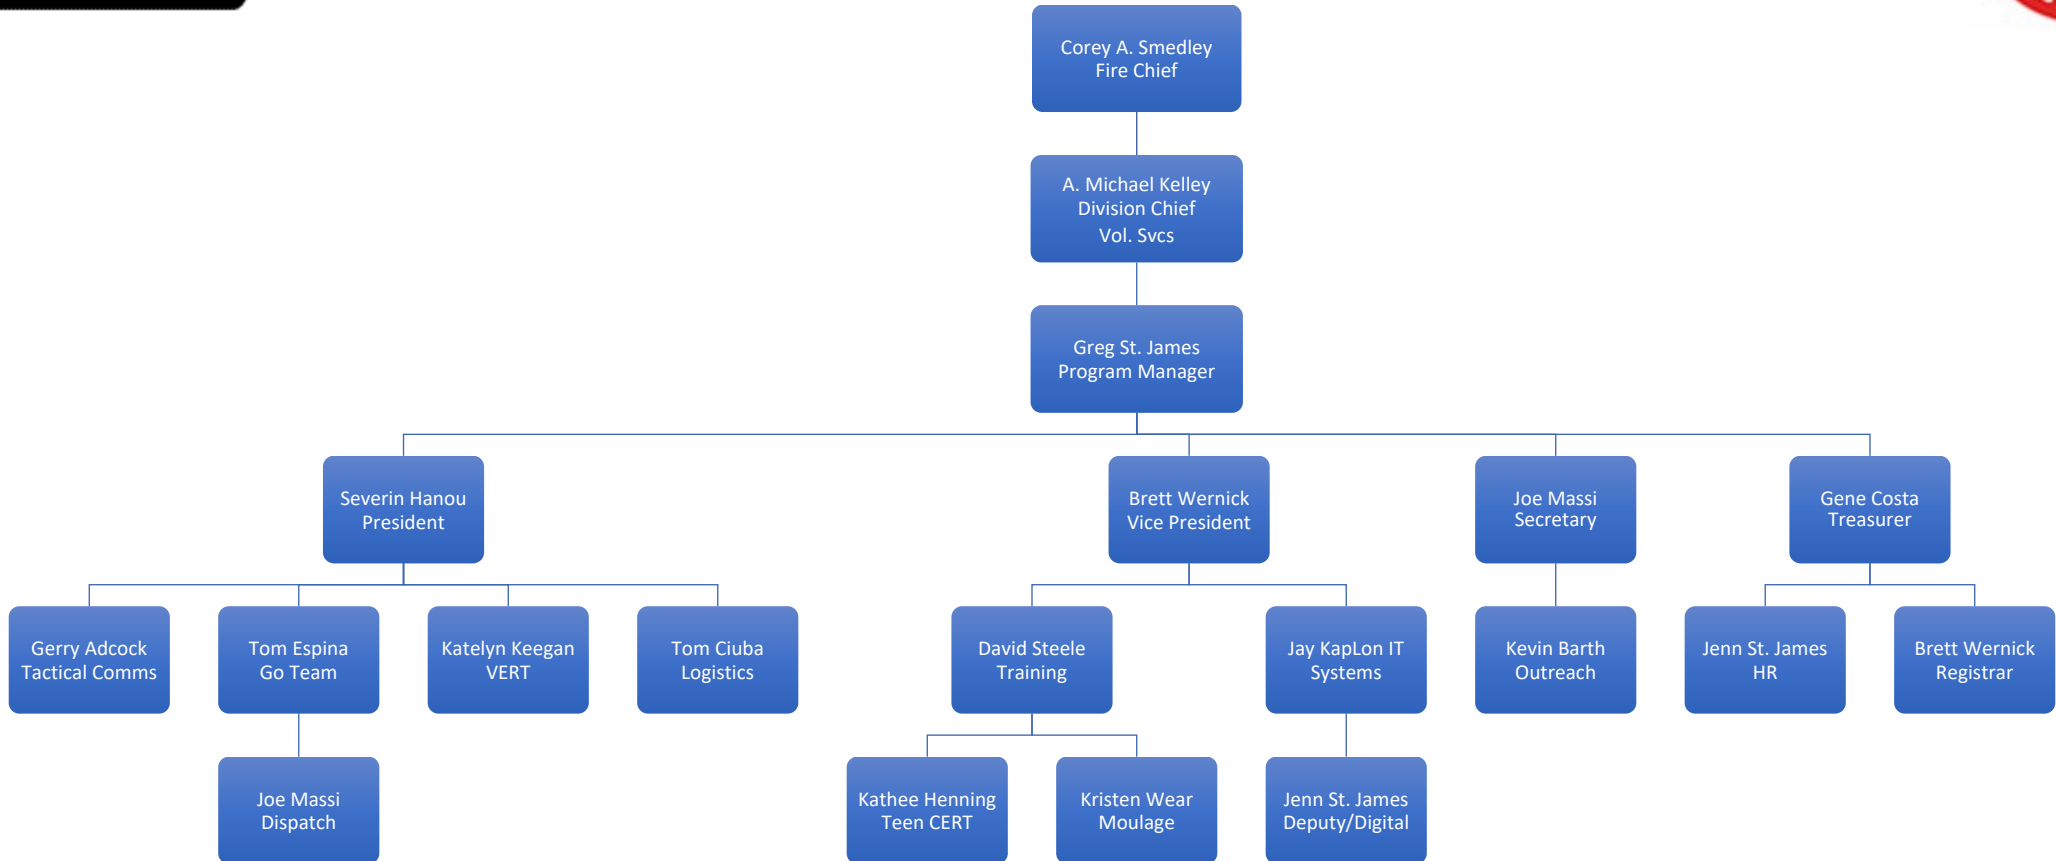 Corey A. Smedley
Fire Chief
A. Michael Kelley
Division Chief
Vol. Svcs
Greg St. James
Program Manager
Severin Hanou
President
Brett Wernick
Vice President
Joe Massi
Secretary
Gene Costa
Treasurer
Gerry Adcock
Tactical Comms
Tom Espina
Go Team
Katelyn Keegan
VERT
Tom Ciuba
Logistics
David Steele
Training
Jay KapLon IT
Systems
Kevin Barth
Outreach
Jenn St. James
HR
Brett Wernick
Registrar
Joe Massi
Dispatch
Kathee Henning
Teen CERT
Kristen Wear
Moulage
Jenn St. James
Deputy/Digital